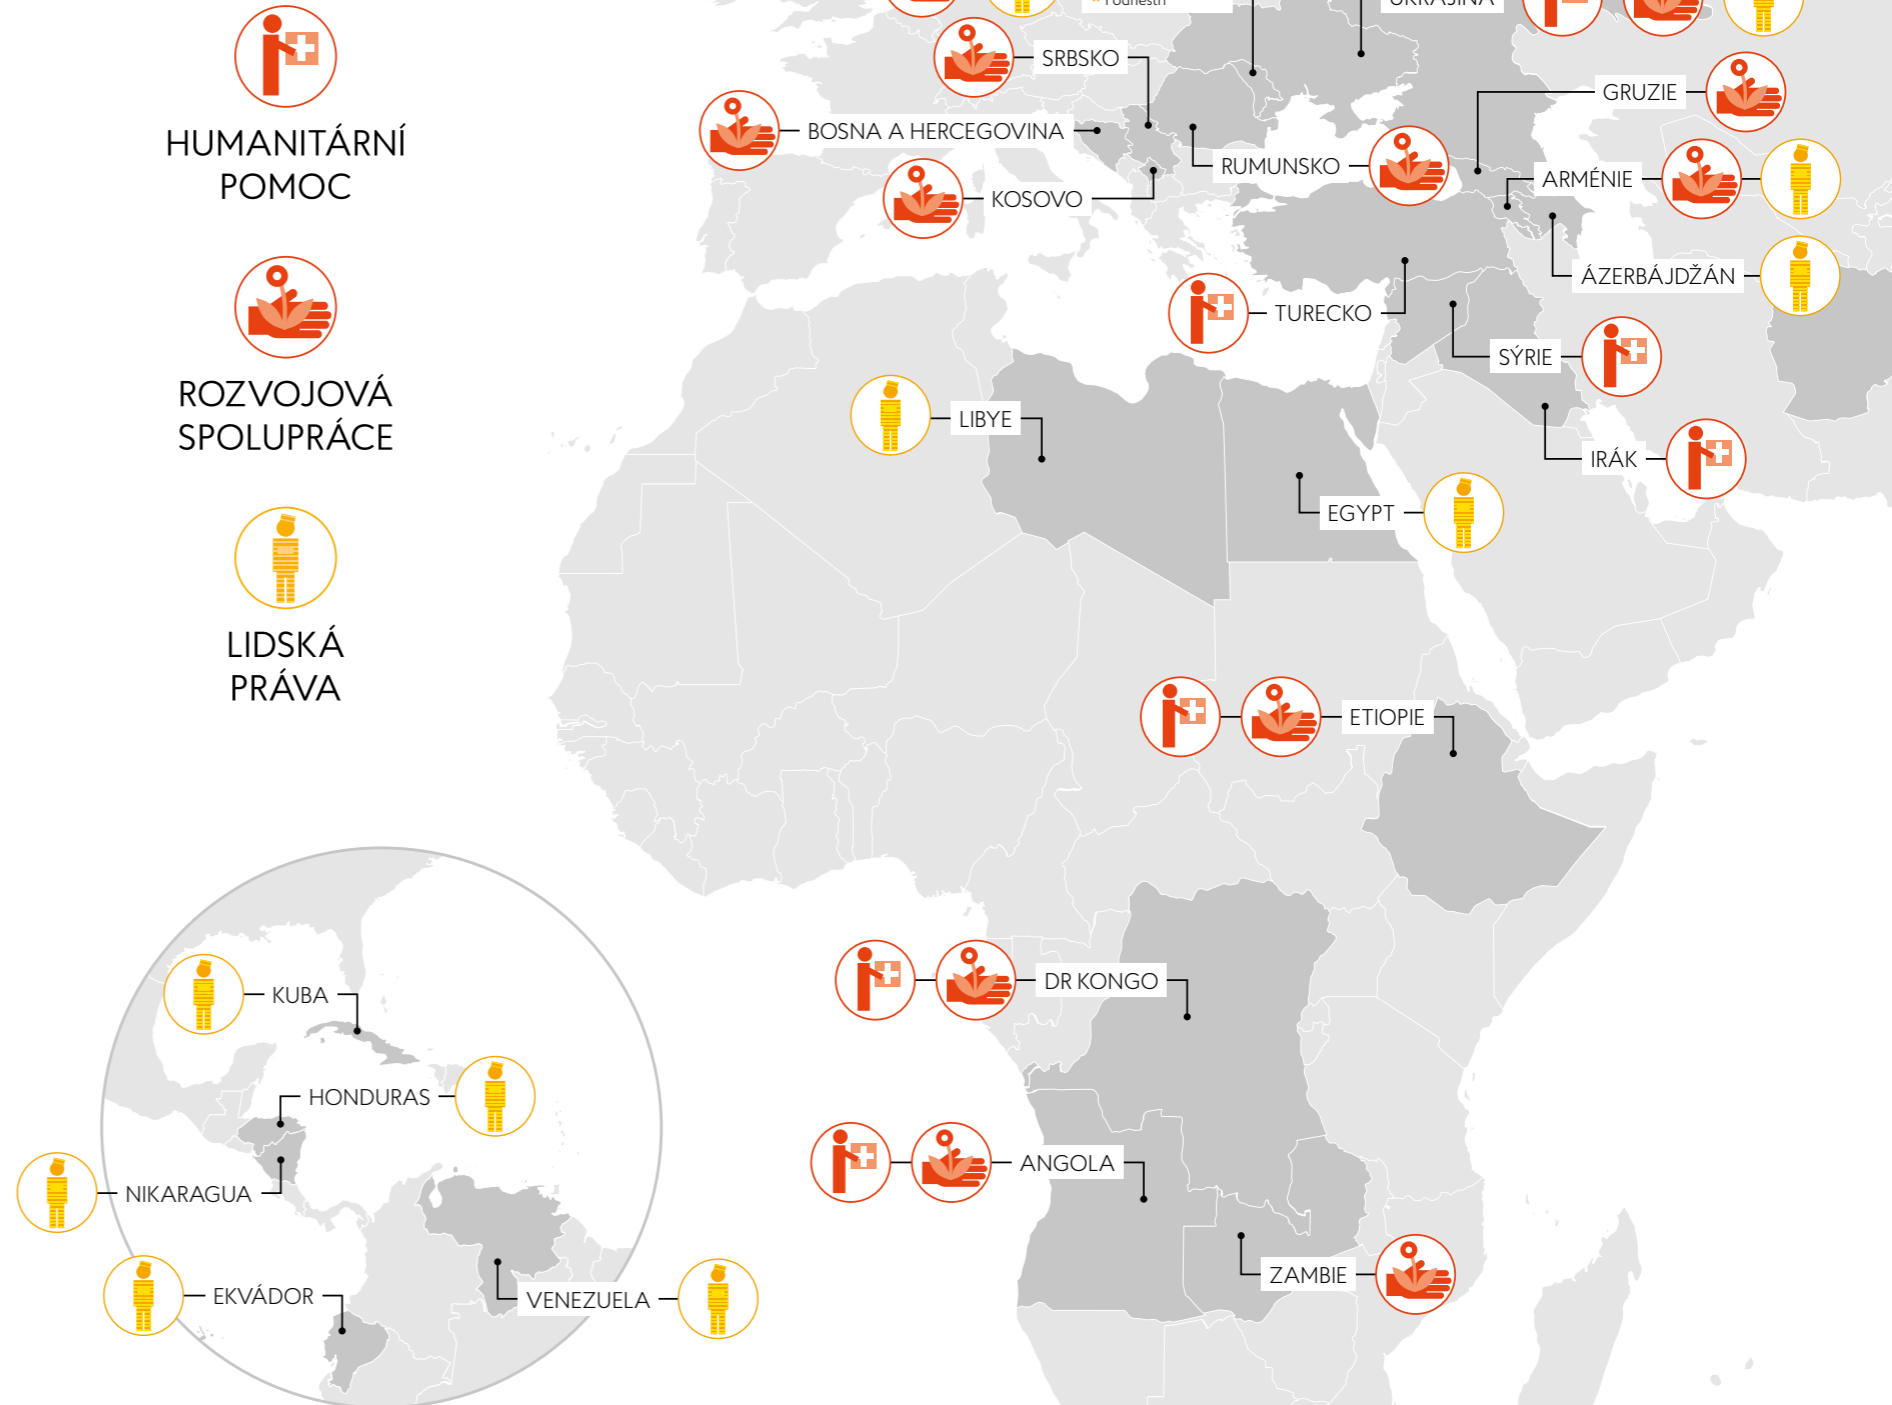 HUMANITÁRNÍ
POMOC
ROZVOJOVÁ
SPOLUPRÁCE
LIDSKÁ
PRÁVA
SRBSKO
BOSNA A HERCEGOVINA
KOSOVO
RUMUNSKO
GRUZIE
ARMÉNIE
ÁZERBÁJDŽÁN
TURECKO
SÝRIE
IRÁK
LIBYE
EGYPT
ETIOPIE
DR KONGO
ANGOLA
ZAMBIE
KUBA
HONDURAS
NIKARAGUA
EKVÁDOR
VENEZUELA